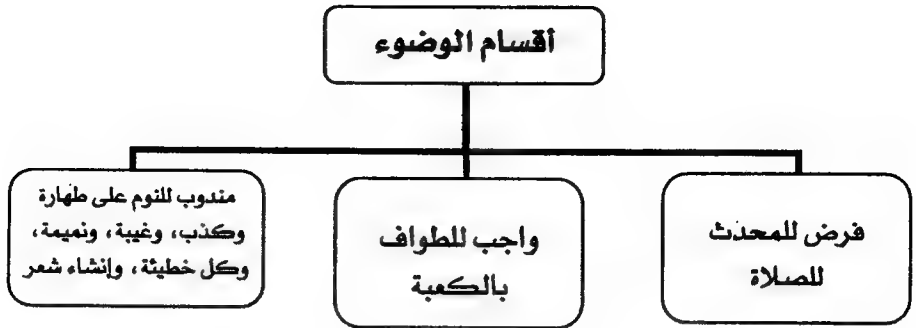 أقسام الوضوء
فرض للمحدث
للصلاة
واجب للطواف
بالكعبة
مندوب للنوم على طهارة
وكذب، وغيبة، ونميمة،
وكل خطيئة، وإنشاء شعر